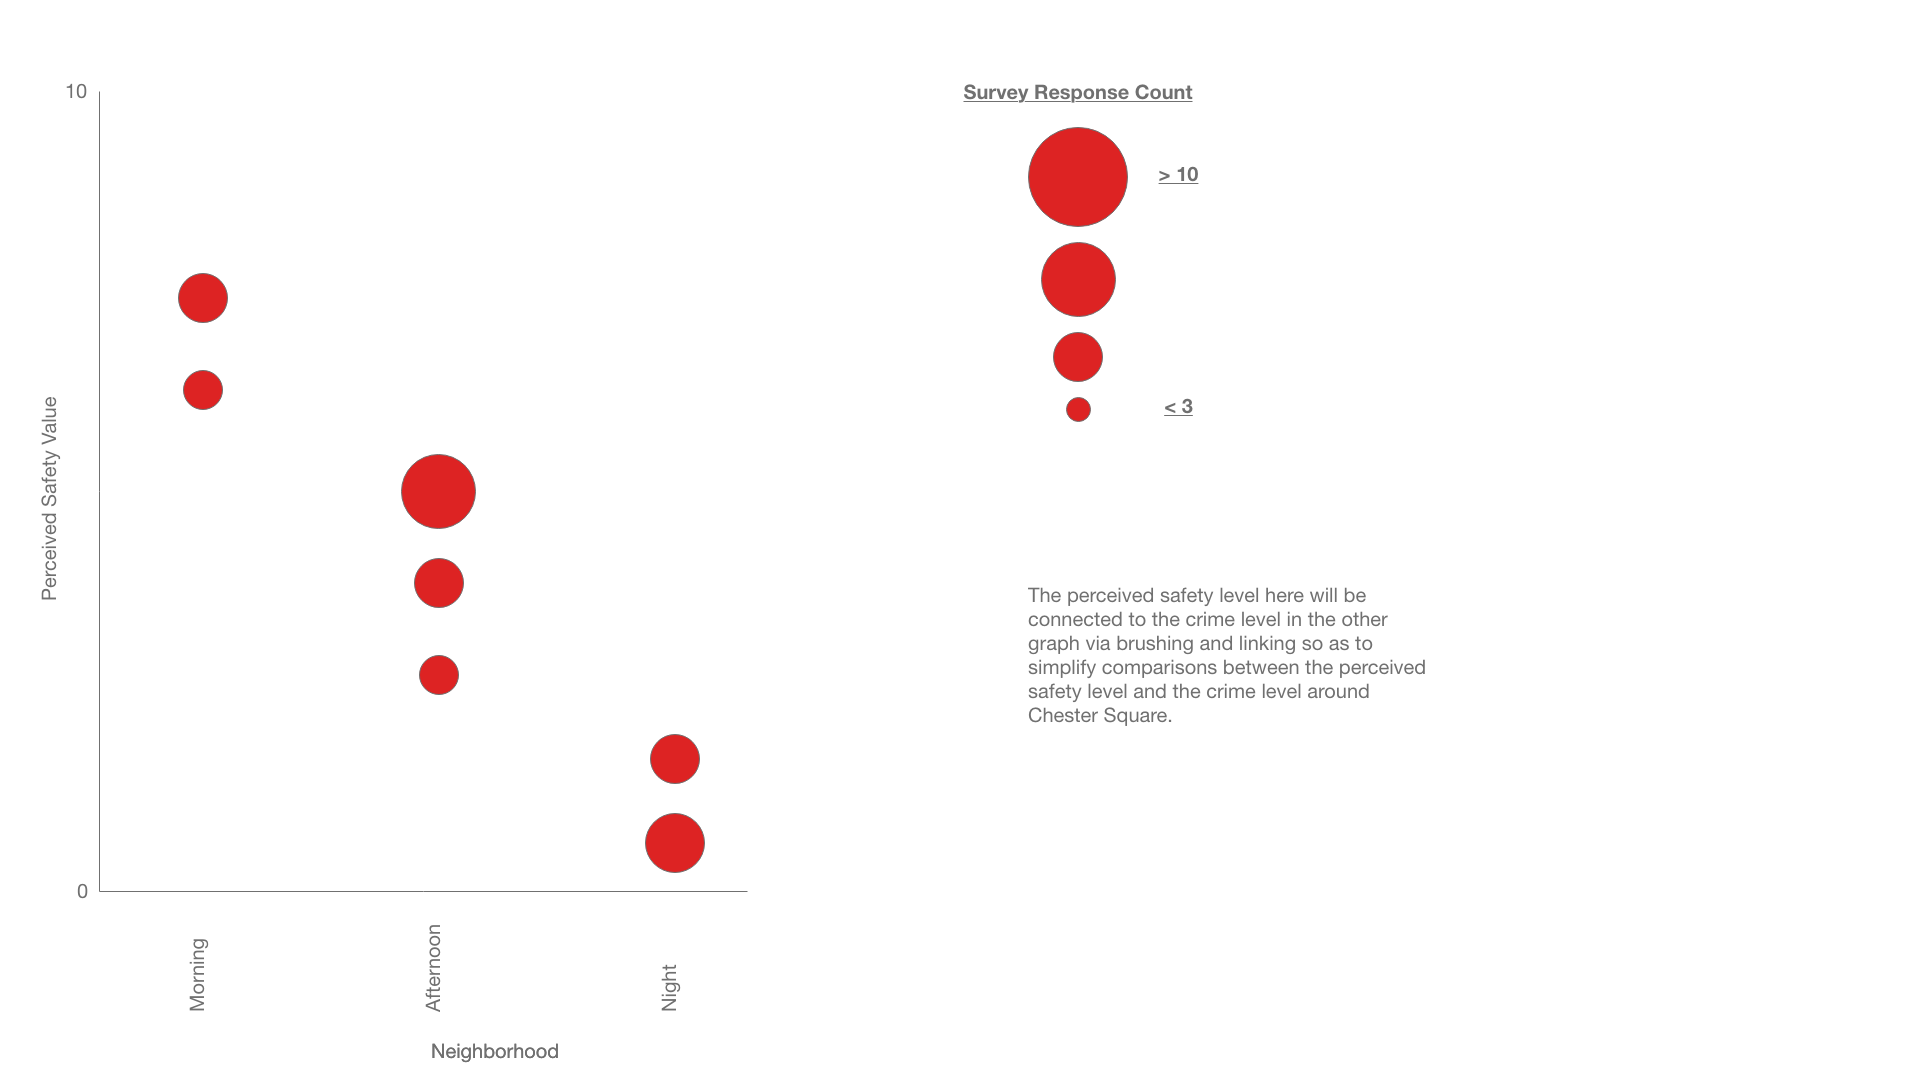 10
Perceived Safety Value
0
Morning
Afternoon
Night
Neighborhood
Survey Response Count
> 10
< 3
The perceived safety level here will be
connected to the crime level in the other
graph via brushing and linking so as to
simplify comparisons between the perceived
safety level and the crime level around
Chester Square.